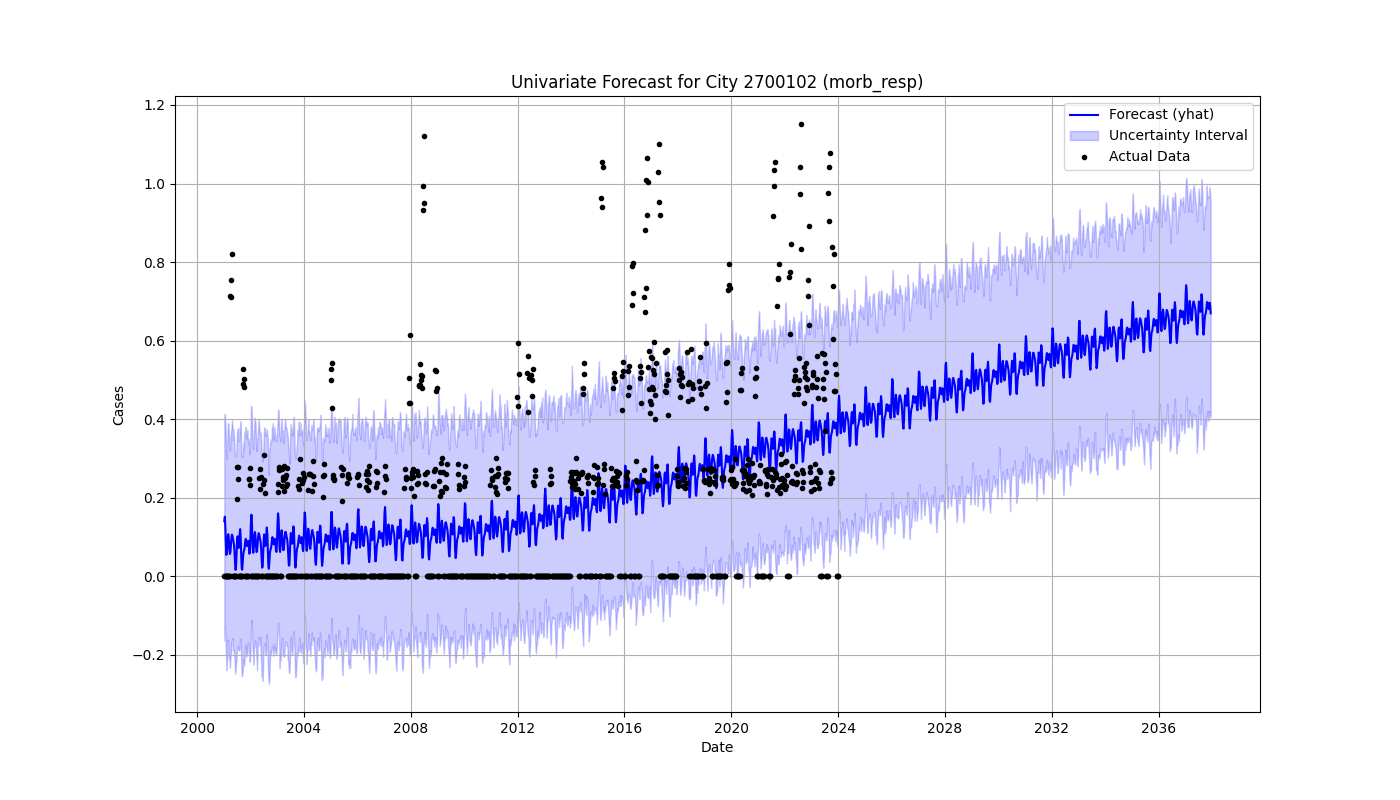 Univariate Forecast for City 2700102 (morb_resp)
Forecast (yhat)
Uncertainty Interval
Actual Data
Cases
1.2
1.0
0.8
0.6
0.4
0.2
0.0
−0.2
2000 2004 2008 2012 2016 2020 2024 2028 2032 2036
Date